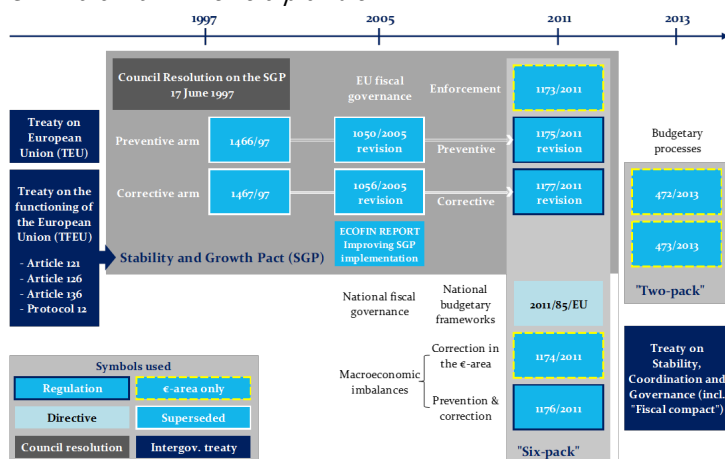 1997
2005
2011
2013
Council Resolution on the SGP
17 June 1997
EU fiscal
governance
Enforcement
1173/2011
Treaty on
European
Union (TEU)
Preventive arm
1466/97
1050/2005
revision
Preventive
1175/2011
revision
Budgetary
processes
Corrective arm
1467/97
1056/2005
revision
Corrective
1177/2011
revision
472/2013
473/2013
"Two-pack"
Treaty on the
functioning of
the European
Union (TFEU)
- Article 121
- Article 126
- Article 136
- Protocol 12
Stability and Growth Pact (SGP)
ECOFIN REPORT
Improving SGP
implementation
National fiscal
governance
National
budgetary
frameworks
2011/85/EU
Macroeconomic
imbalances
Correction in
the €-area
1174/2011
Prevention &
correction
1176/2011
"Six-pack"
Treaty on
Stability,
Coordination and
Governance (incl.
"Fiscal compact")
Symbols used
Regulation
€-area only
Directive
Superseded
Council resolution
Intergov. treaty